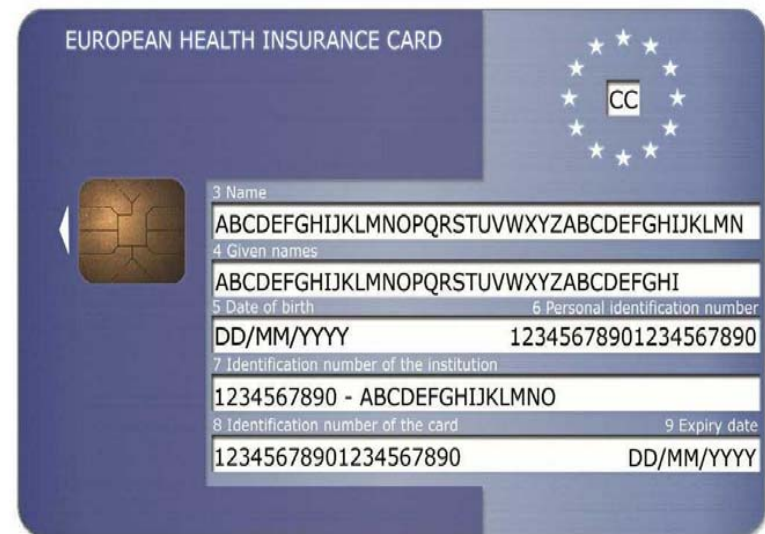 EUROPEAN HEALTH INSURANCE CARD
CC
3 Name
ABCDEFGHIJKLMNOPQRSTUVWXYZABCDEFGHIJKLMN
4 Given names
ABCDEFGHIJKLMNOPQRSTUVWXYZABCDEFGHI
5 Date of birth 6 Personal identification number
DD/MM/YYYY 12345678901234567890
7 Identification number of the institution
1234567890 - ABCDEFGHIJKLMNO
8 Identification number of the card 9 Expiry date
12345678901234567890 DD/MM/YYYY